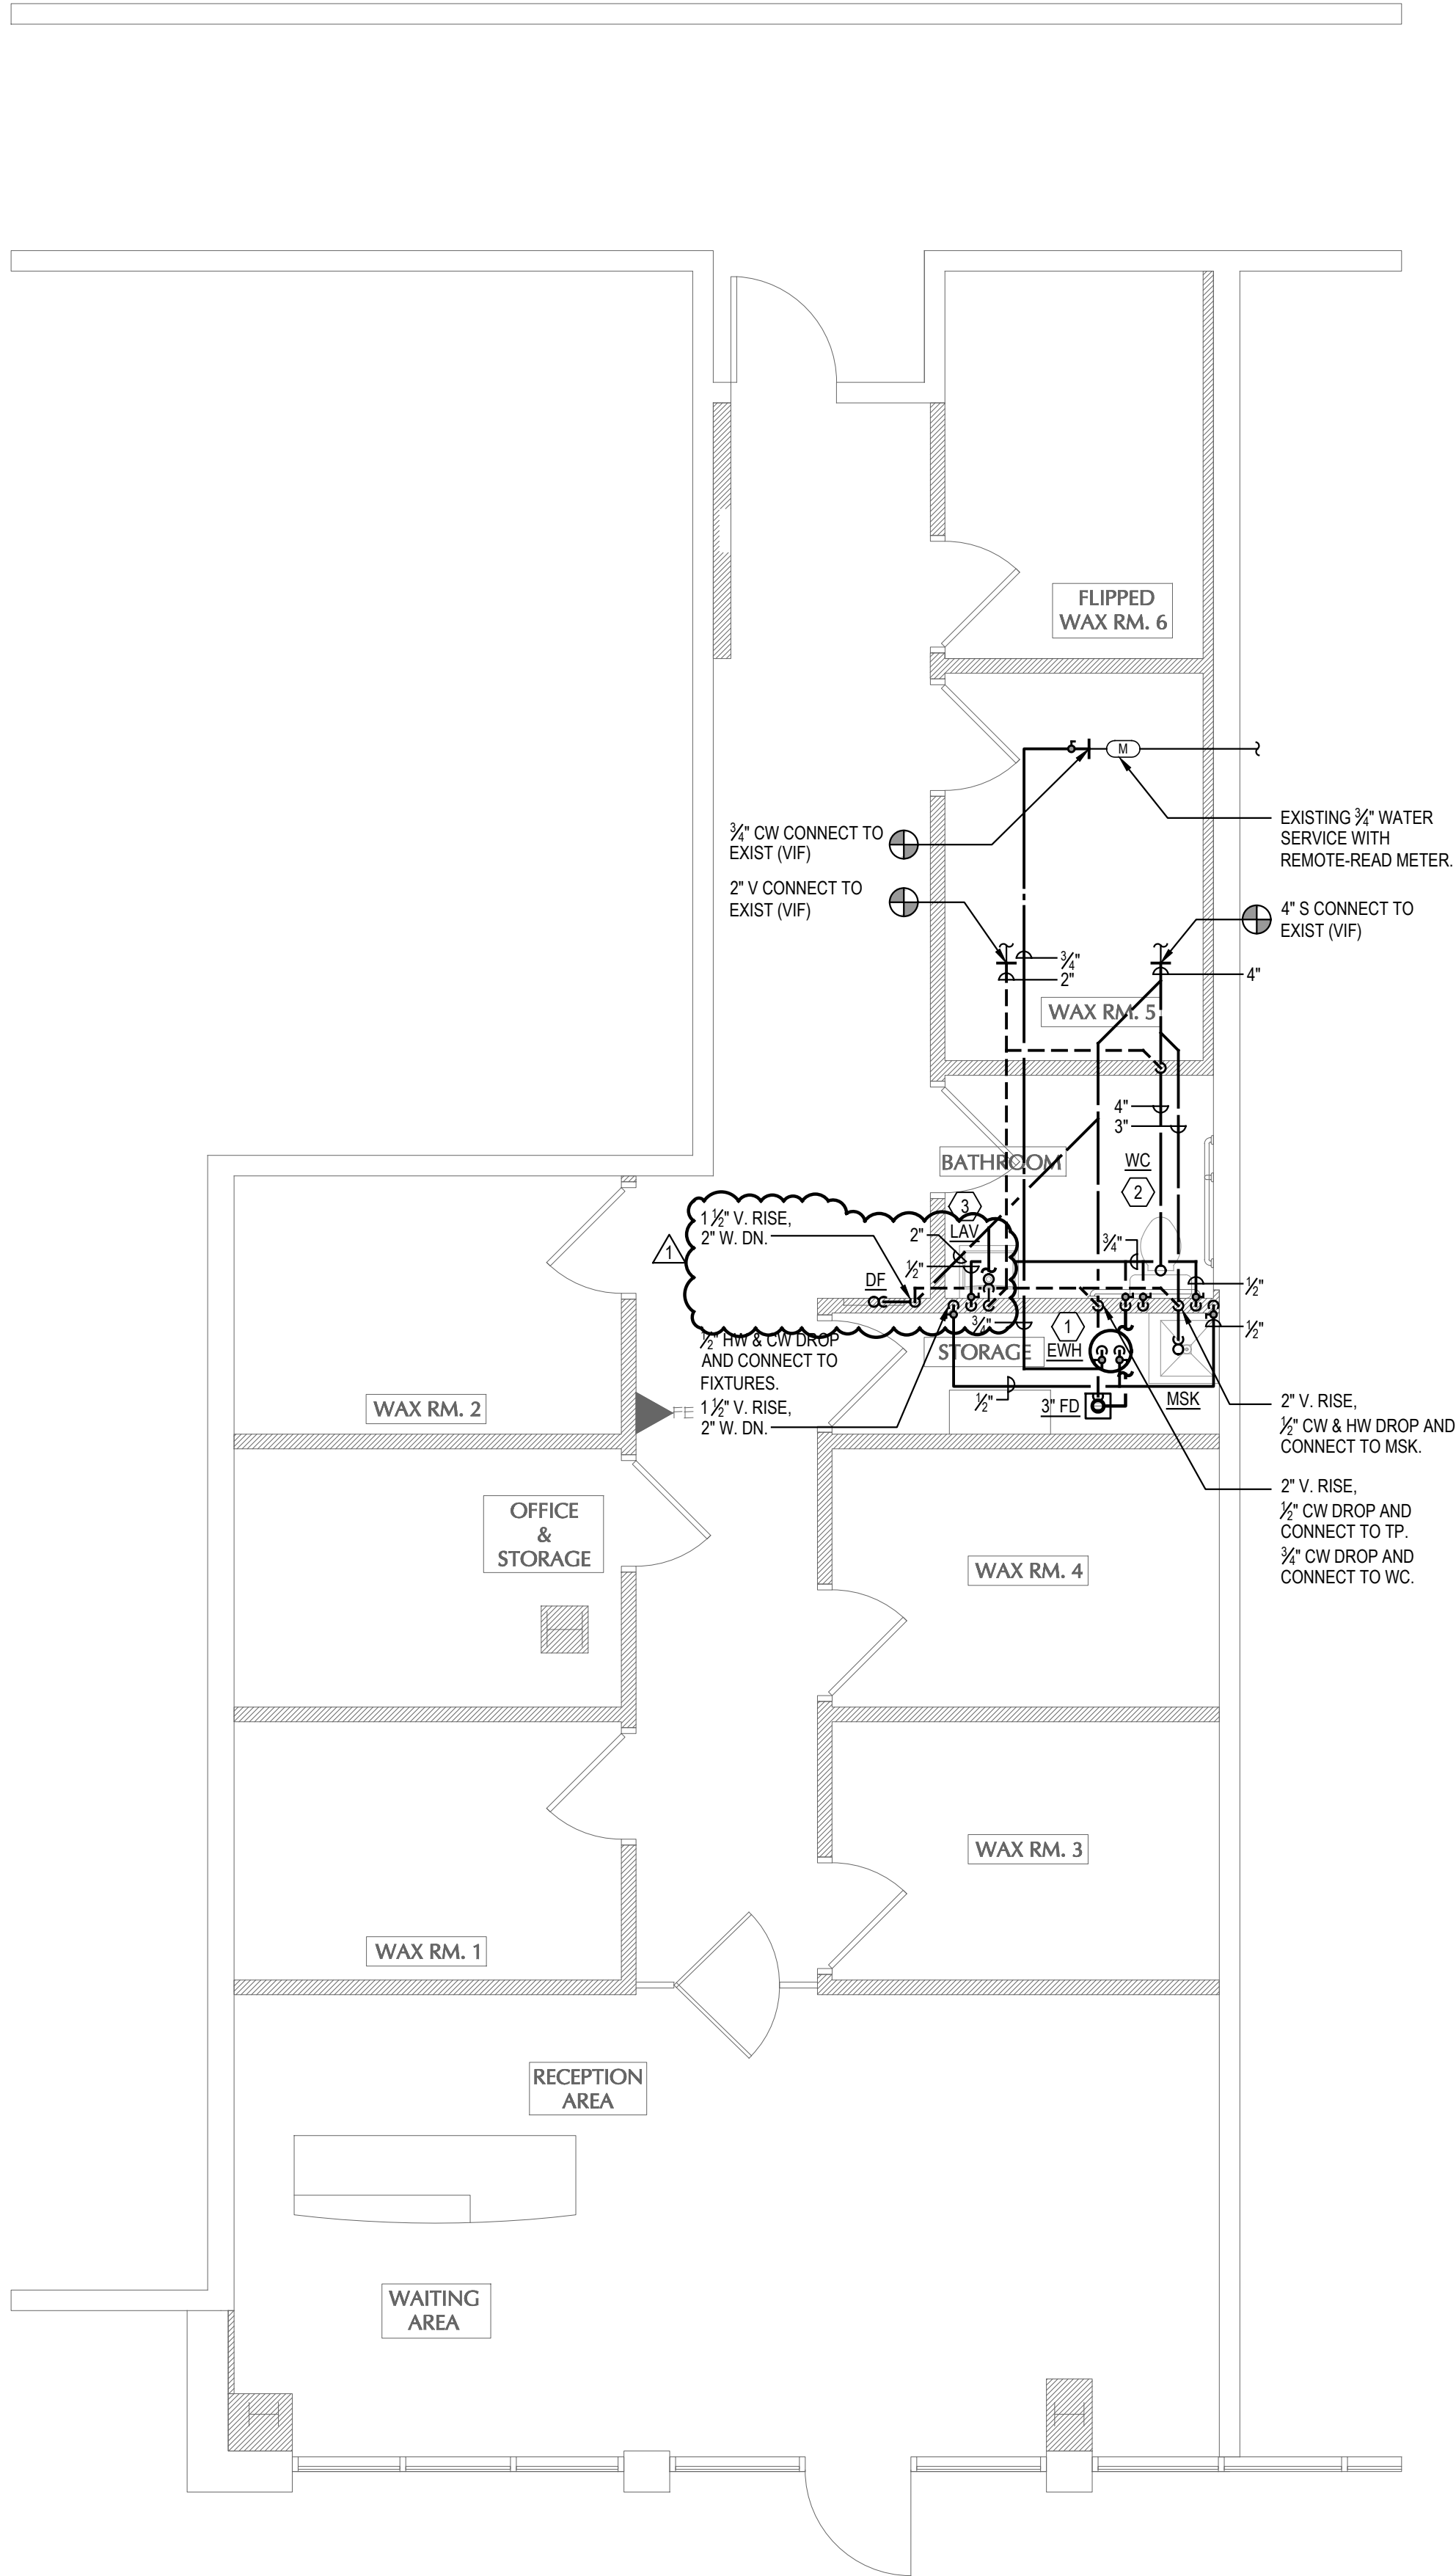 FLIPPED
WAX RM. 6
M
¾" CW CONNECT TO
EXIST (VIF)
EXISTING ¾" WATER
SERVICE WITH
REMOTE-READ METER.
2" V CONNECT TO
EXIST (VIF)
4" S CONNECT TO
EXIST (VIF)
¾"
2"
4"
WAX RM. 5
4"
3"
BATHROOM
WC
2
3
LAV
1 ½" V. RISE,
2" W. DN.
2"
¾"
1
½"
DF
½"
¾"
½" HW & CW DROP
AND CONNECT TO
FIXTURES.
1 ½" V. RISE,
2" W. DN.
1
½"
STORAGE
EWH
½"
3" FD
MSK
FE
WAX RM. 2
2" V. RISE,
½" CW & HW DROP AND
CONNECT TO MSK.
2" V. RISE,
½" CW DROP AND
CONNECT TO TP.
¾" CW DROP AND
CONNECT TO WC.
OFFICE
&
STORAGE
WAX RM. 4
WAX RM. 3
WAX RM. 1
RECEPTION
AREA
WAITING
AREA